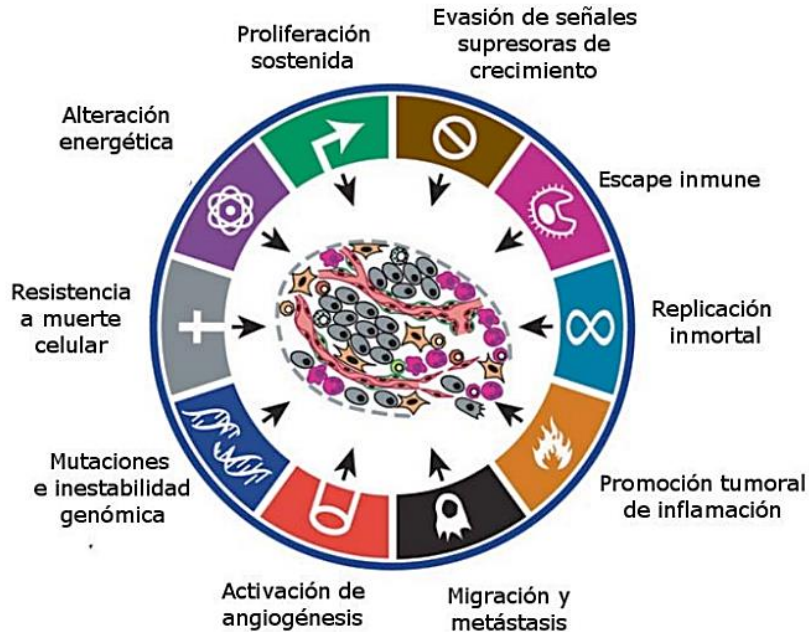 Proliferación
sostenida
Evasión de señales
supresoras de
crecimiento
Escape inmune
Replicación
inmortal
Promoción tumoral
de inflamación
Migración y
metástasis
Activación de
angiogénesis
Mutaciones
e inestabilidad
genómica
Resistencia
a muerte
celular
Alteración
energética